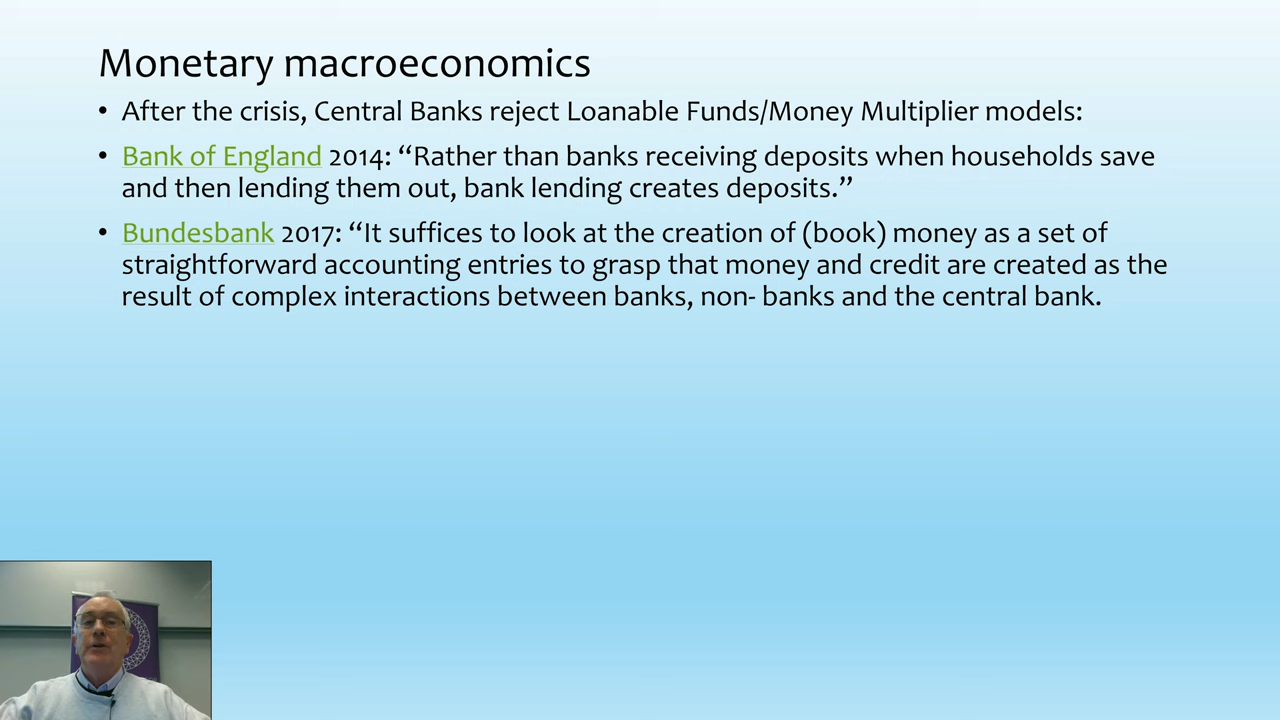 Monetary macroeconomics
• After the crisis, Central Banks reject Loanable Funds/Money Multiplier models:
• Bank of England 2014: “Rather than banks receiving deposits when households save
and then lending them out, bank lending creates deposits.”
• Bundesbank 2017: “It suffices to look at the creation of (book) money as a set of
straightforward accounting entries to grasp that money and credit are created as the
result of complex interactions between banks, non- banks and the central bank.